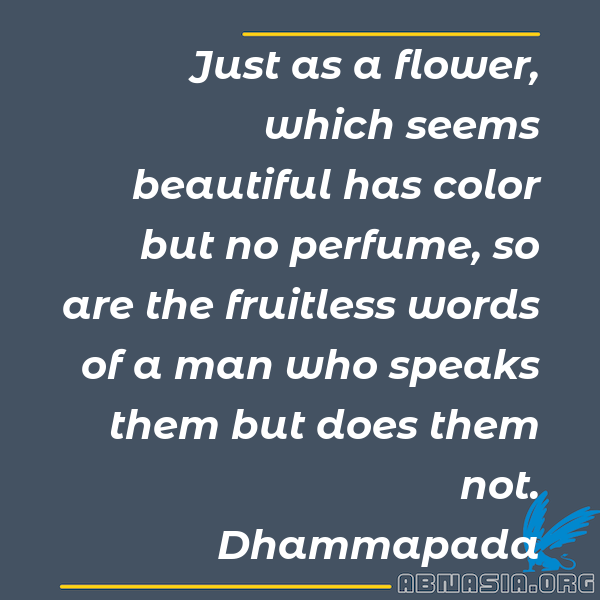 Just as a flower,
which seems
beautiful has color
but no perfume, so
are the fruitless words
of a man who speaks
them but does them
not.
Dhammapada
ABNASIA.ORG